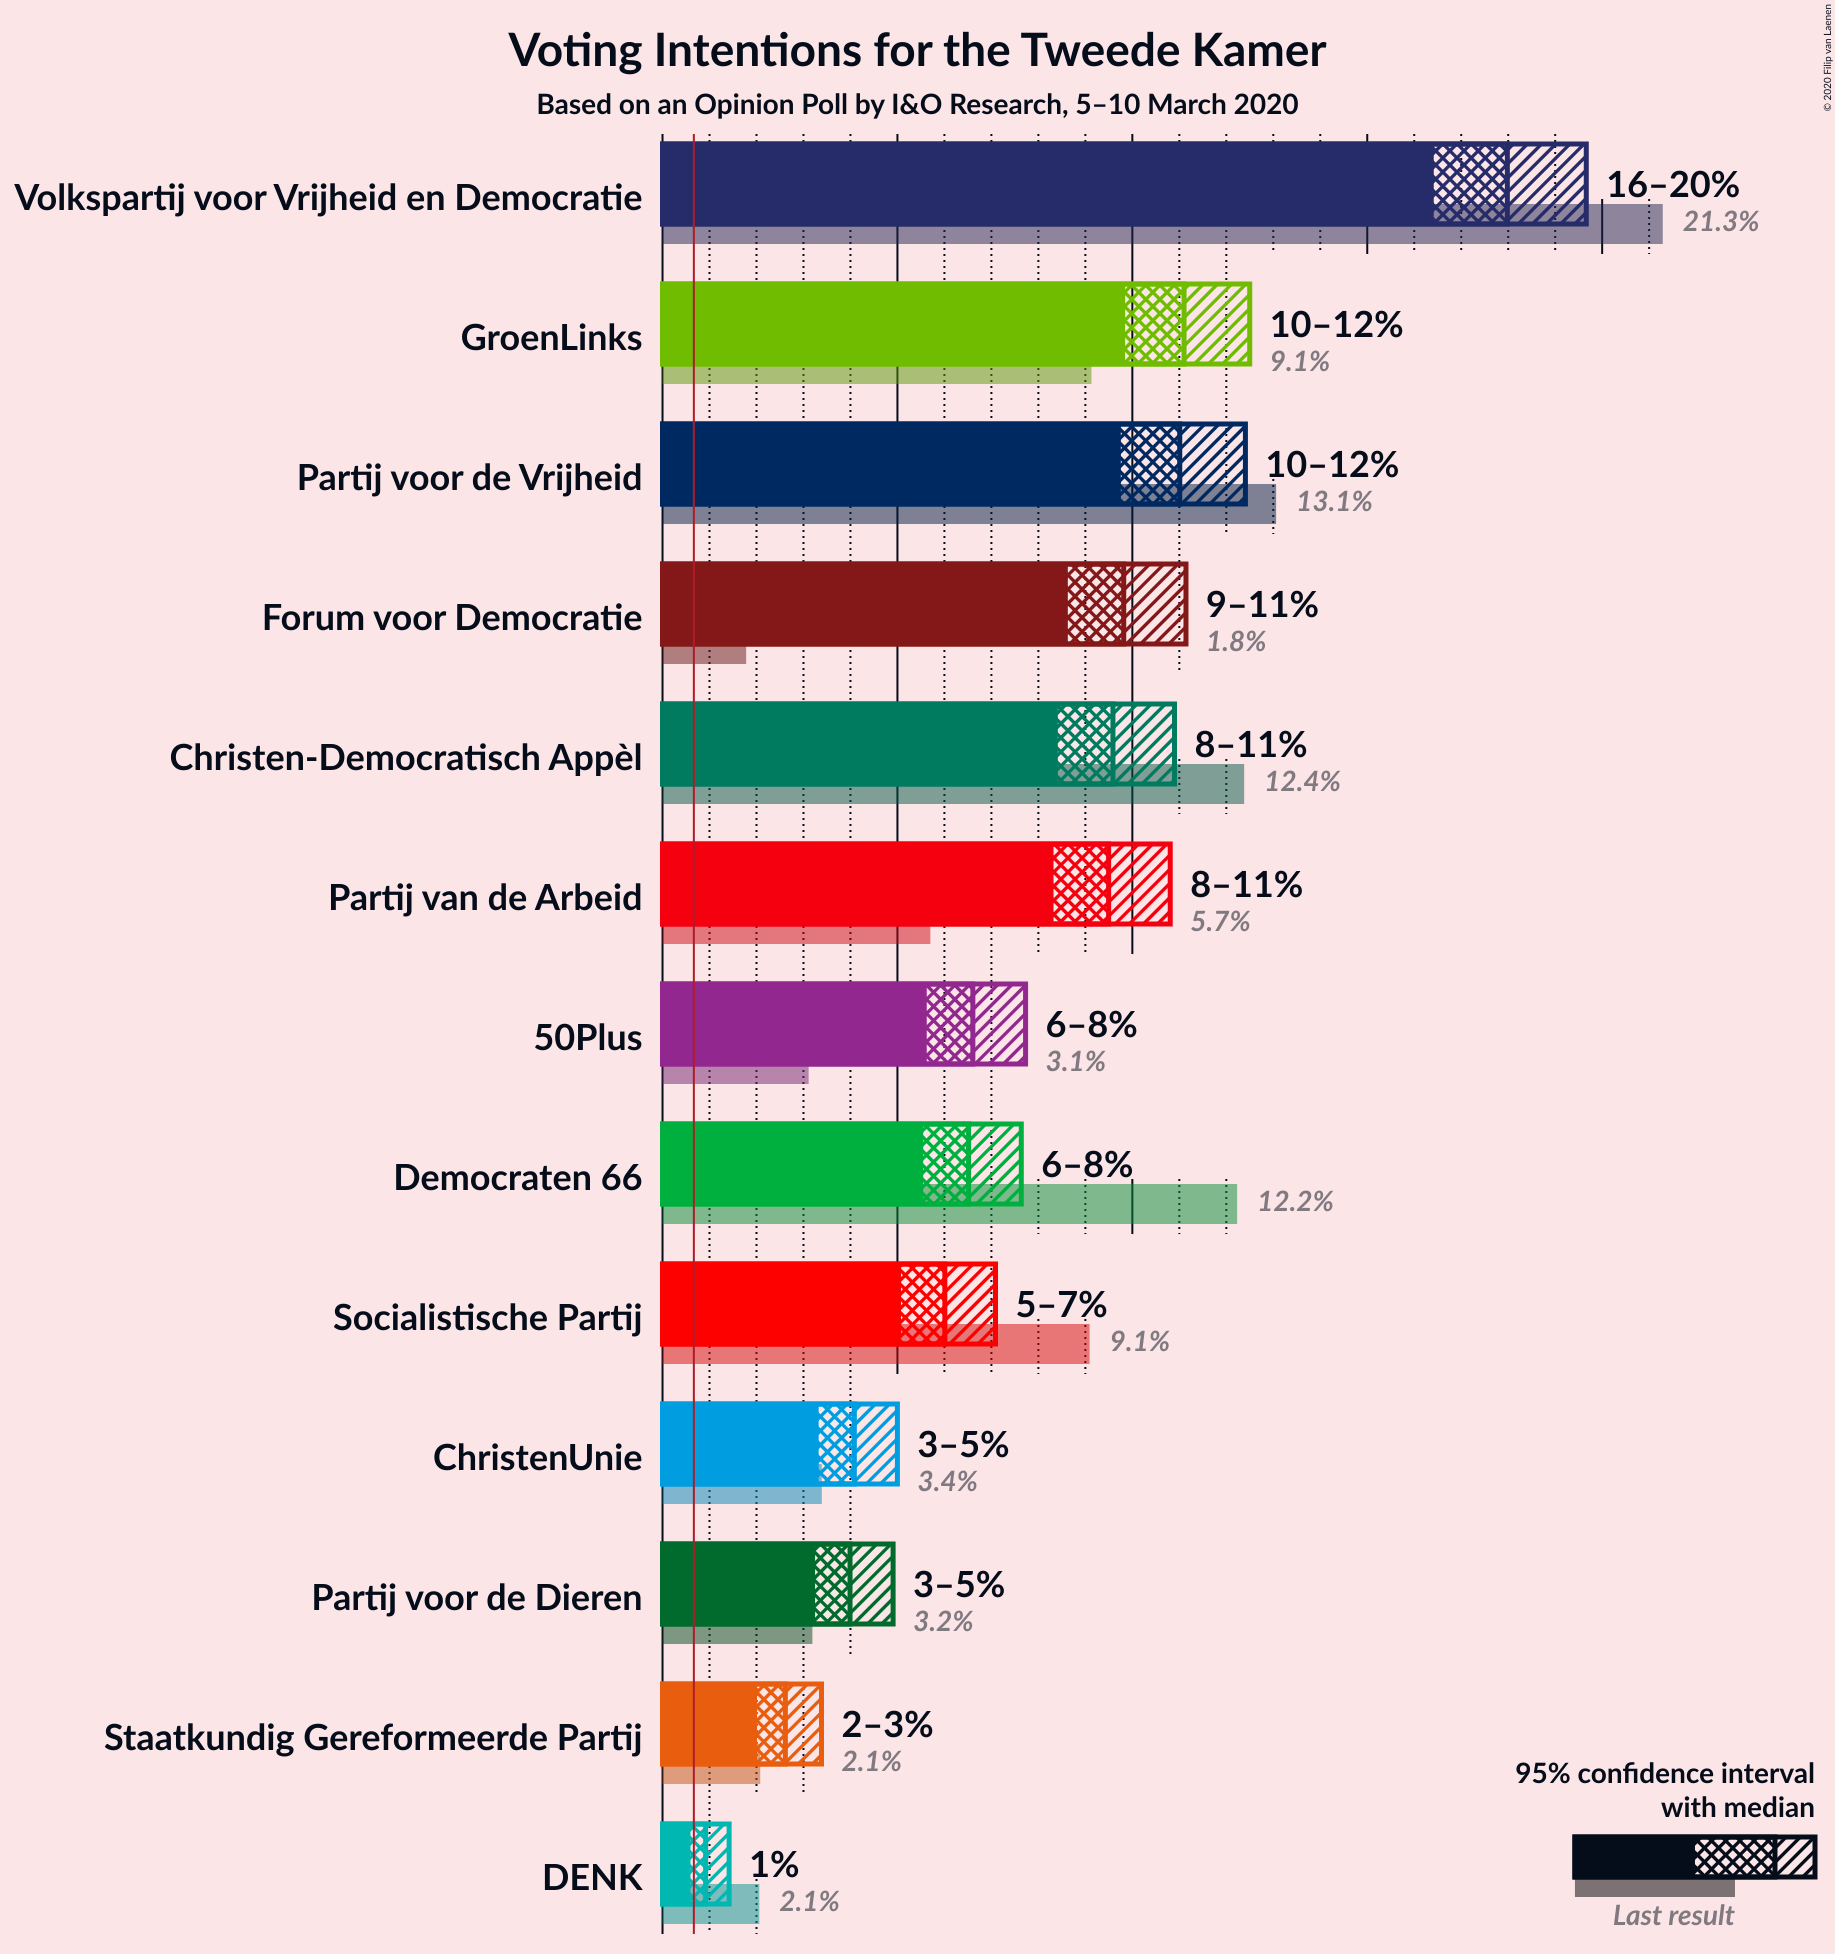 Voting Intentions for the Tweede Kamer
Based on an Opinion Poll by I&O Research, 5–10 March 2020
© 2020 Filip van Laenen
Volkspartij voor Vrijheid en Democratie
16–20%
21.3%
GroenLinks
10–12%
9.1%
Partij voor de Vrijheid
10–12%
13.1%
Forum voor Democratie
9–11%
1.8%
Christen-Democratisch Appèl
8–11%
12.4%
Partij van de Arbeid
8–11%
5.7%
50Plus
6–8%
3.1%
Democraten 66
6–8%
12.2%
Socialistische Partij
5–7%
9.1%
ChristenUnie
3–5%
3.4%
Partij voor de Dieren
3–5%
3.2%
Staatkundig Gereformeerde Partij
2–3%
2.1%
DENK
1%
2.1%
95% confidence interval
with median
Last result